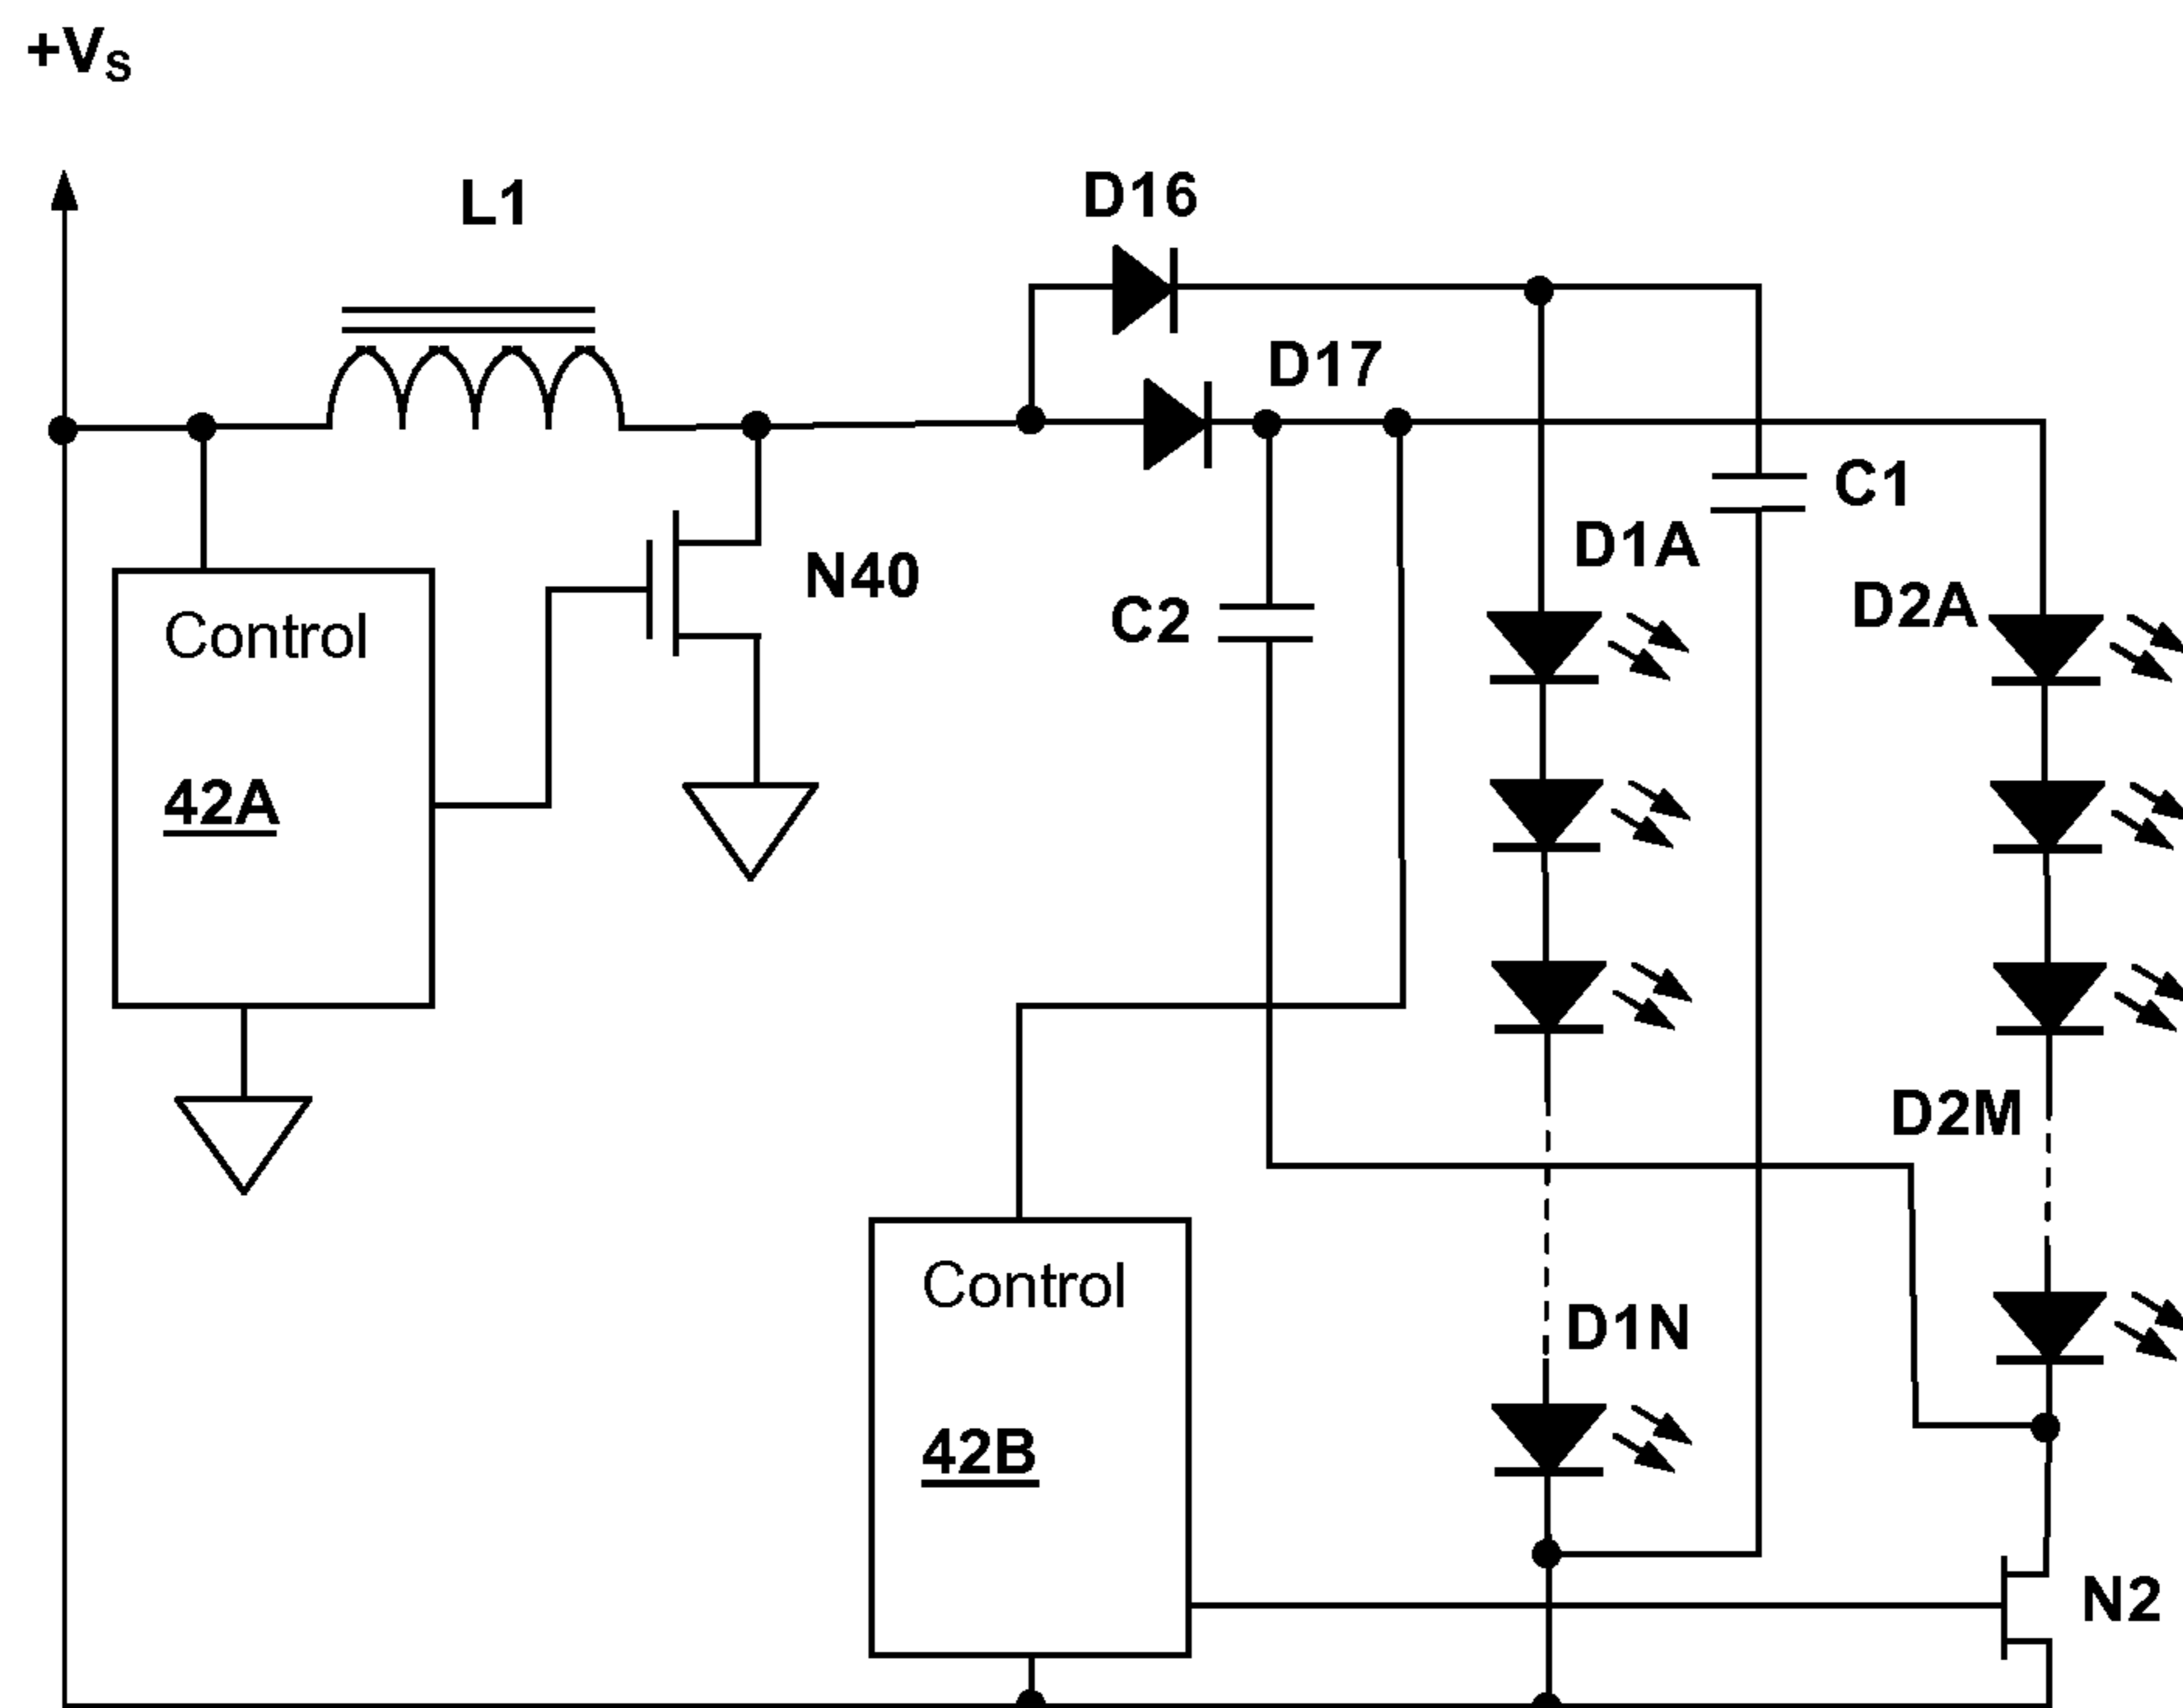 +VS
L1
D16
D17
C1
D1A
N40
D2A
C2
Control
42A
D2M
Control
D1N
42B
N2